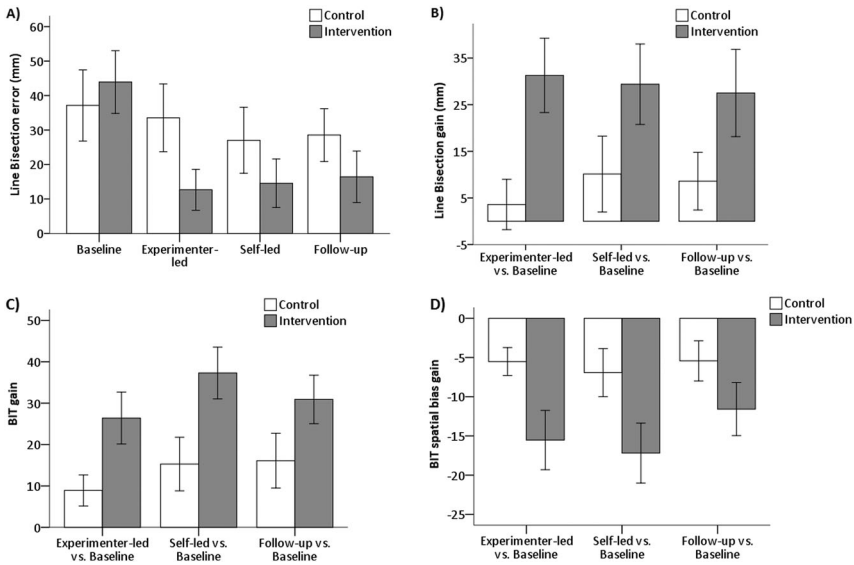 A)
Control
Intervention
Line Bisection error (mm)
60
50
40
30
20
10
0
Baseline
Experimenter-
led
Self-led
Follow-up
B)
Control
Intervention
Line Bisection gain (mm)
35
25
15
5
-5
Experimenter-led
vs. Baseline
Self-led vs.
Baseline
Follow-up vs.
Baseline
C)
Control
Intervention
BIT gain
50
40
30
20
10
0
Experimenter-led
vs. Baseline
Self-led vs.
Baseline
Follow-up vs.
Baseline
D)
Control
Intervention
BIT spatial bias gain
0
-5
-10
-15
-20
-25
Experimenter-led
vs. Baseline
Self-led vs.
Baseline
Follow-up vs.
Baseline